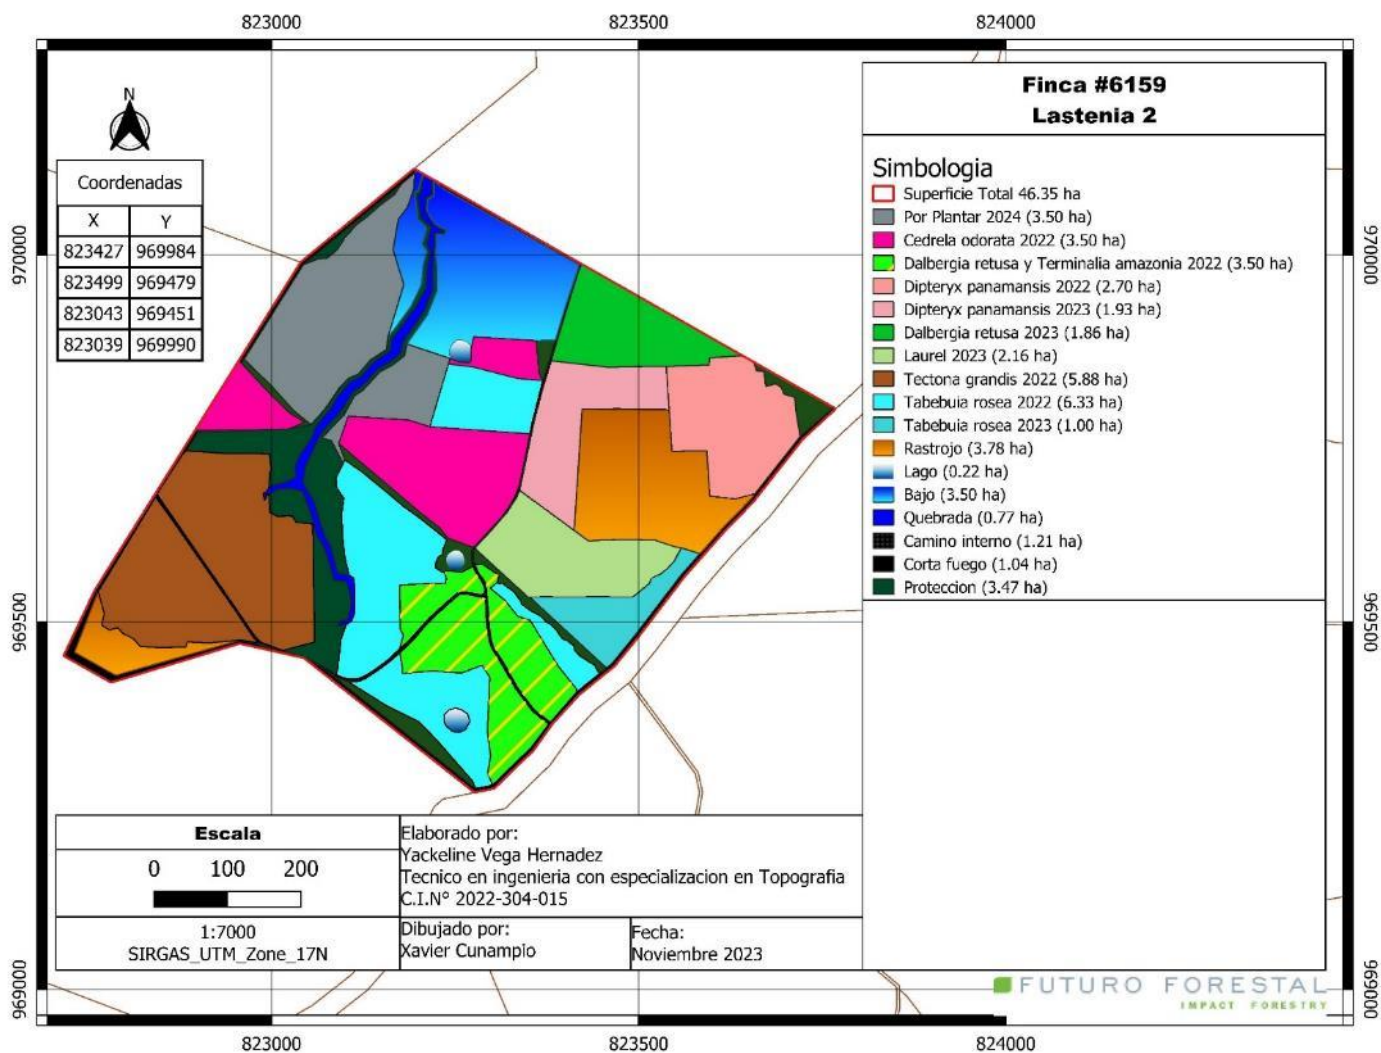 823000
823500
824000
N
Finca #6159
Lastenia 2
Coordenadas
X Y
823427 969984
823499 969479
823043 969451
823039 969990
Simbologia
Superficie Total 46.35 ha
Por Plantar 2024 (3.50 ha)
Cedrela odorata 2022 (3.50 ha)
Dalbergia retusa y Terminalia amazonia 2022 (3.50 ha)
Dipteryx panamansis 2022 (2.70 ha)
Dipteryx panamansis 2023 (1.93 ha)
Dalbergia retusa 2023 (1.86 ha)
Laurel 2023 (2.16 ha)
Tectona grandis 2022 (5.88 ha)
Tabebuia rosea 2022 (6.33 ha)
Tabebuia rosea 2023 (1.00 ha)
Rastrojo (3.78 ha)
Lago (0.22 ha)
Bajo (3.50 ha)
Quebrada (0.77 ha)
Camino interno (1.21 ha)
Corta fuego (1.04 ha)
Proteccion (3.47 ha)
970000
969500
969000
970000
969500
969000
Escala
0 100 200
1:7000
SIRGAS_UTM_Zone_17N
Elaborado por:
Yackeline Vega Hernadez
Tecnico en ingenieria con especializacion en Topografia
C.I.N° 2022-304-015
Dibujado por:
Xavier Cunampio
Fecha:
Noviembre 2023
FUTURO FORESTAL
IMPACT FORESTRY
823000
823500
824000